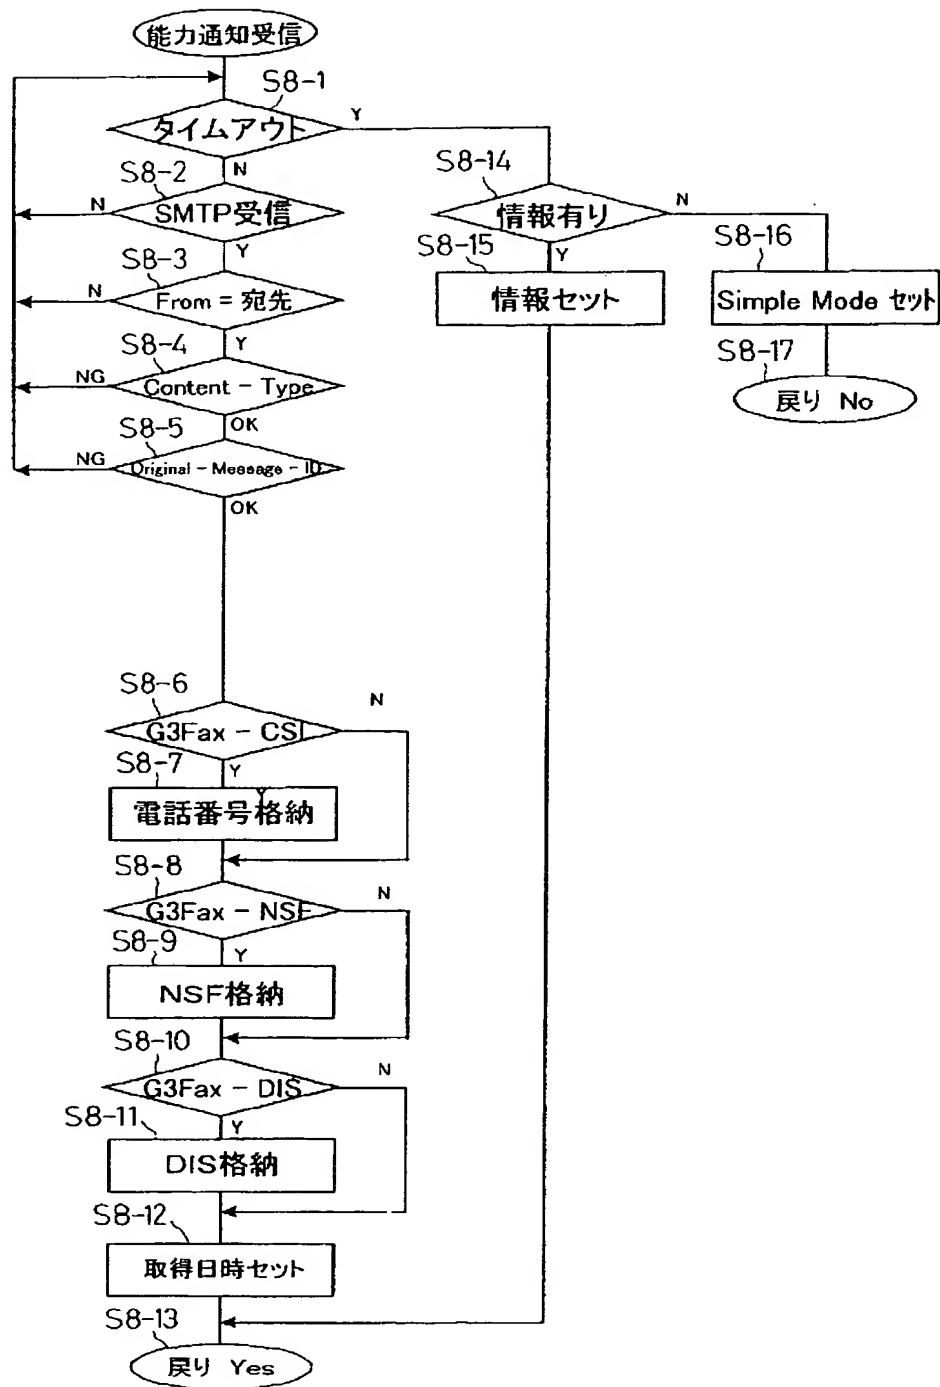 能力通知受信
S8-1
タイムアウト
Y
N
S8-2
SMTP受信
N
Y
S8-3
From = 宛先
N
Y
S8-4
Content - Type
NG
OK
S8-5
Original - Message - ID
NG
OK
S8-6
G3Fax - CSI
N
Y
S8-7
電話番号格納
Y
S8-8
G3Fax - NSF
N
Y
S8-9
NSF格納
S8-10
G3Fax - DIS
N
Y
S8-11
DIS格納
S8-12
取得日時セット
S8-13
戻り Yes
S8-14
情報有り
N
Y
S8-15
情報セット
S8-16
Simple Mode セット
S8-17
戻り No